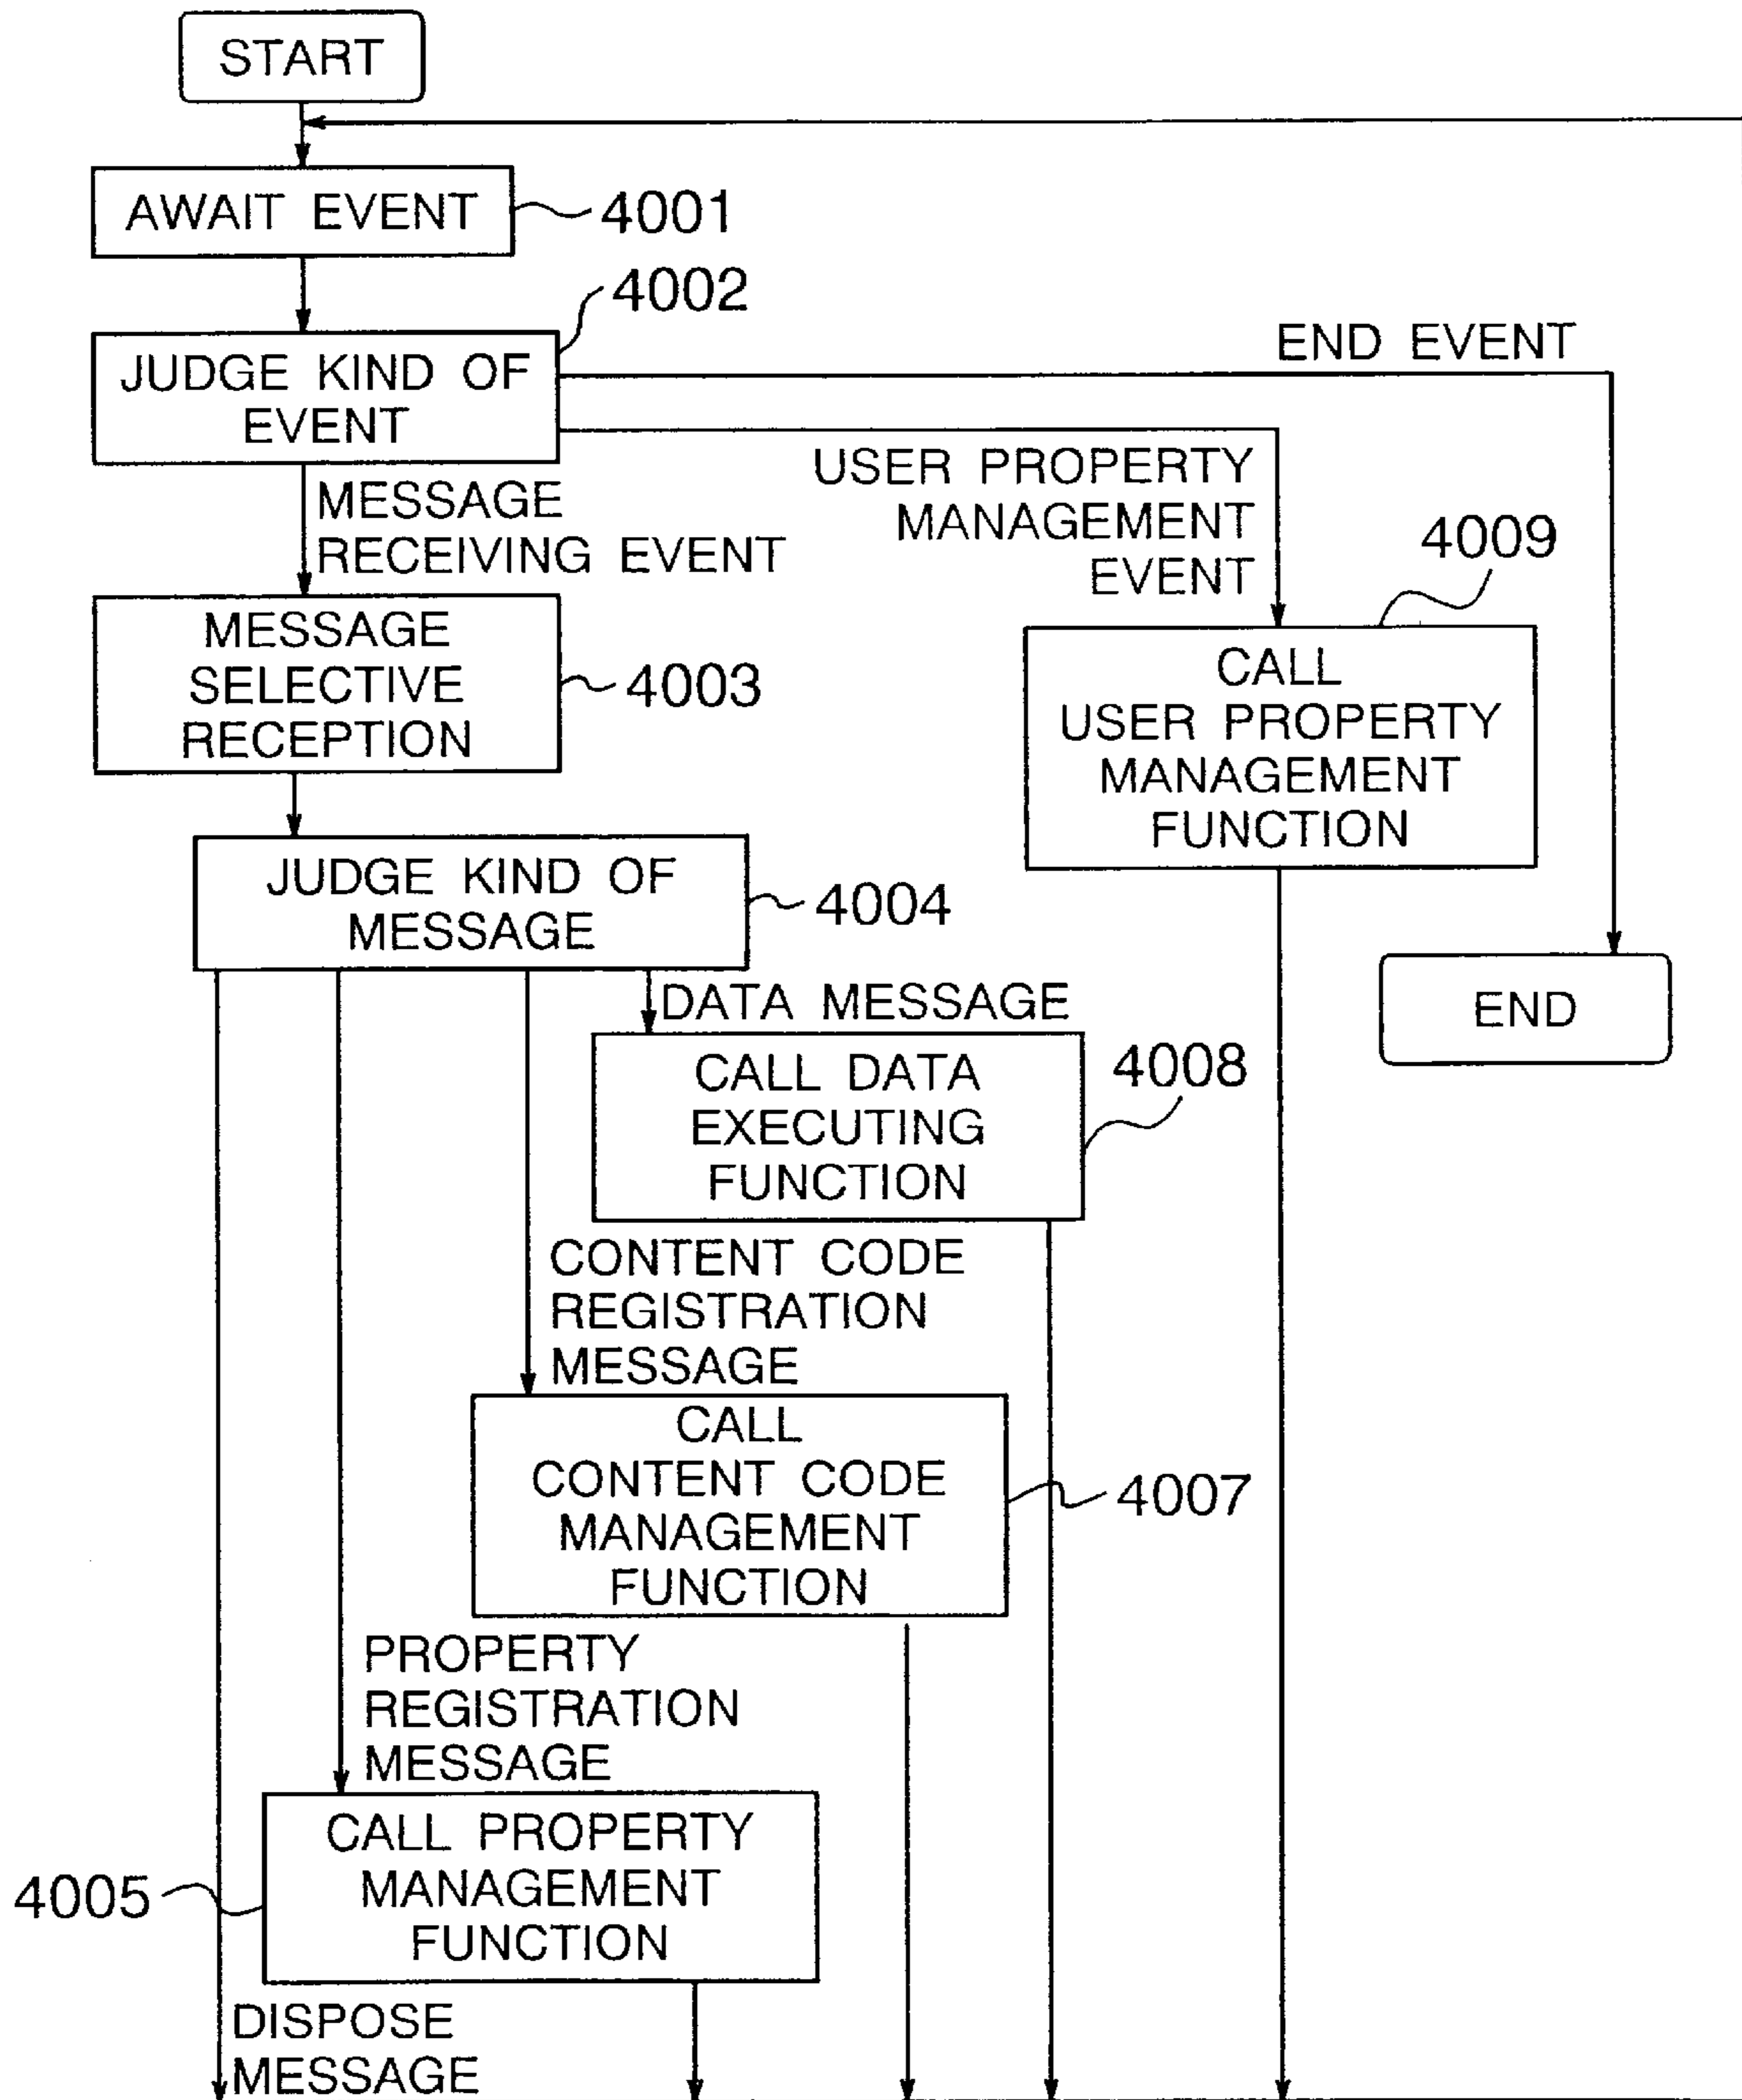 START
AWAIT EVENT
4001
4002
JUDGE KIND OF
EVENT
END EVENT
MESSAGE
RECEIVING EVENT
USER PROPERTY
MANAGEMENT
EVENT
4009
MESSAGE
SELECTIVE
RECEPTION
4003
CALL
USER PROPERTY
MANAGEMENT
FUNCTION
JUDGE KIND OF
MESSAGE
4004
END
DATA MESSAGE
CALL DATA
EXECUTING
FUNCTION
4008
CONTENT CODE
REGISTRATION
MESSAGE
CALL
CONTENT CODE
MANAGEMENT
FUNCTION
4007
PROPERTY
REGISTRATION
MESSAGE
CALL PROPERTY
MANAGEMENT
FUNCTION
4005
DISPOSE
MESSAGE